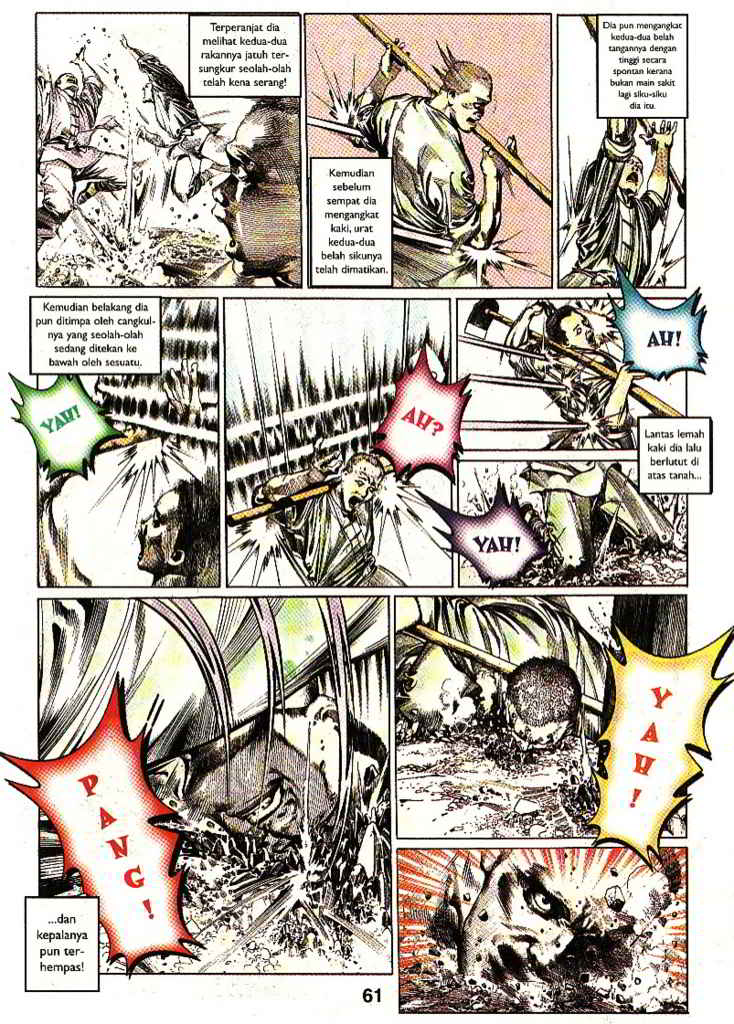 Terperanjat dia
melihat kedua-dua
rakannya jatuh ter-
sungkur seolah-olah
telah kena serang!
Kemudian
sebelum
sempat dia
mengangkat
kaki, urat
kedua-dua
belah sikunya
telah dimatikan.
Dia pun mengangkat
kedua-dua belah
tangannya dengan
tinggi secara
spontan kerana
bukan main sakit
lagi siku-siku
dia itu.
Kemudian belakang dia
pun ditimpa oleh cangkul-
nya yang seolah-olah
sedang ditekan ke
bawah oleh sesuatu.
YAH!
AH?
AH!
Lantas lemah
kaki dia lalu
berlutut di
atas tanah...
YAH!
PANG!
...dan
kepalanya
pun ter-
hempas!
YAH!
61